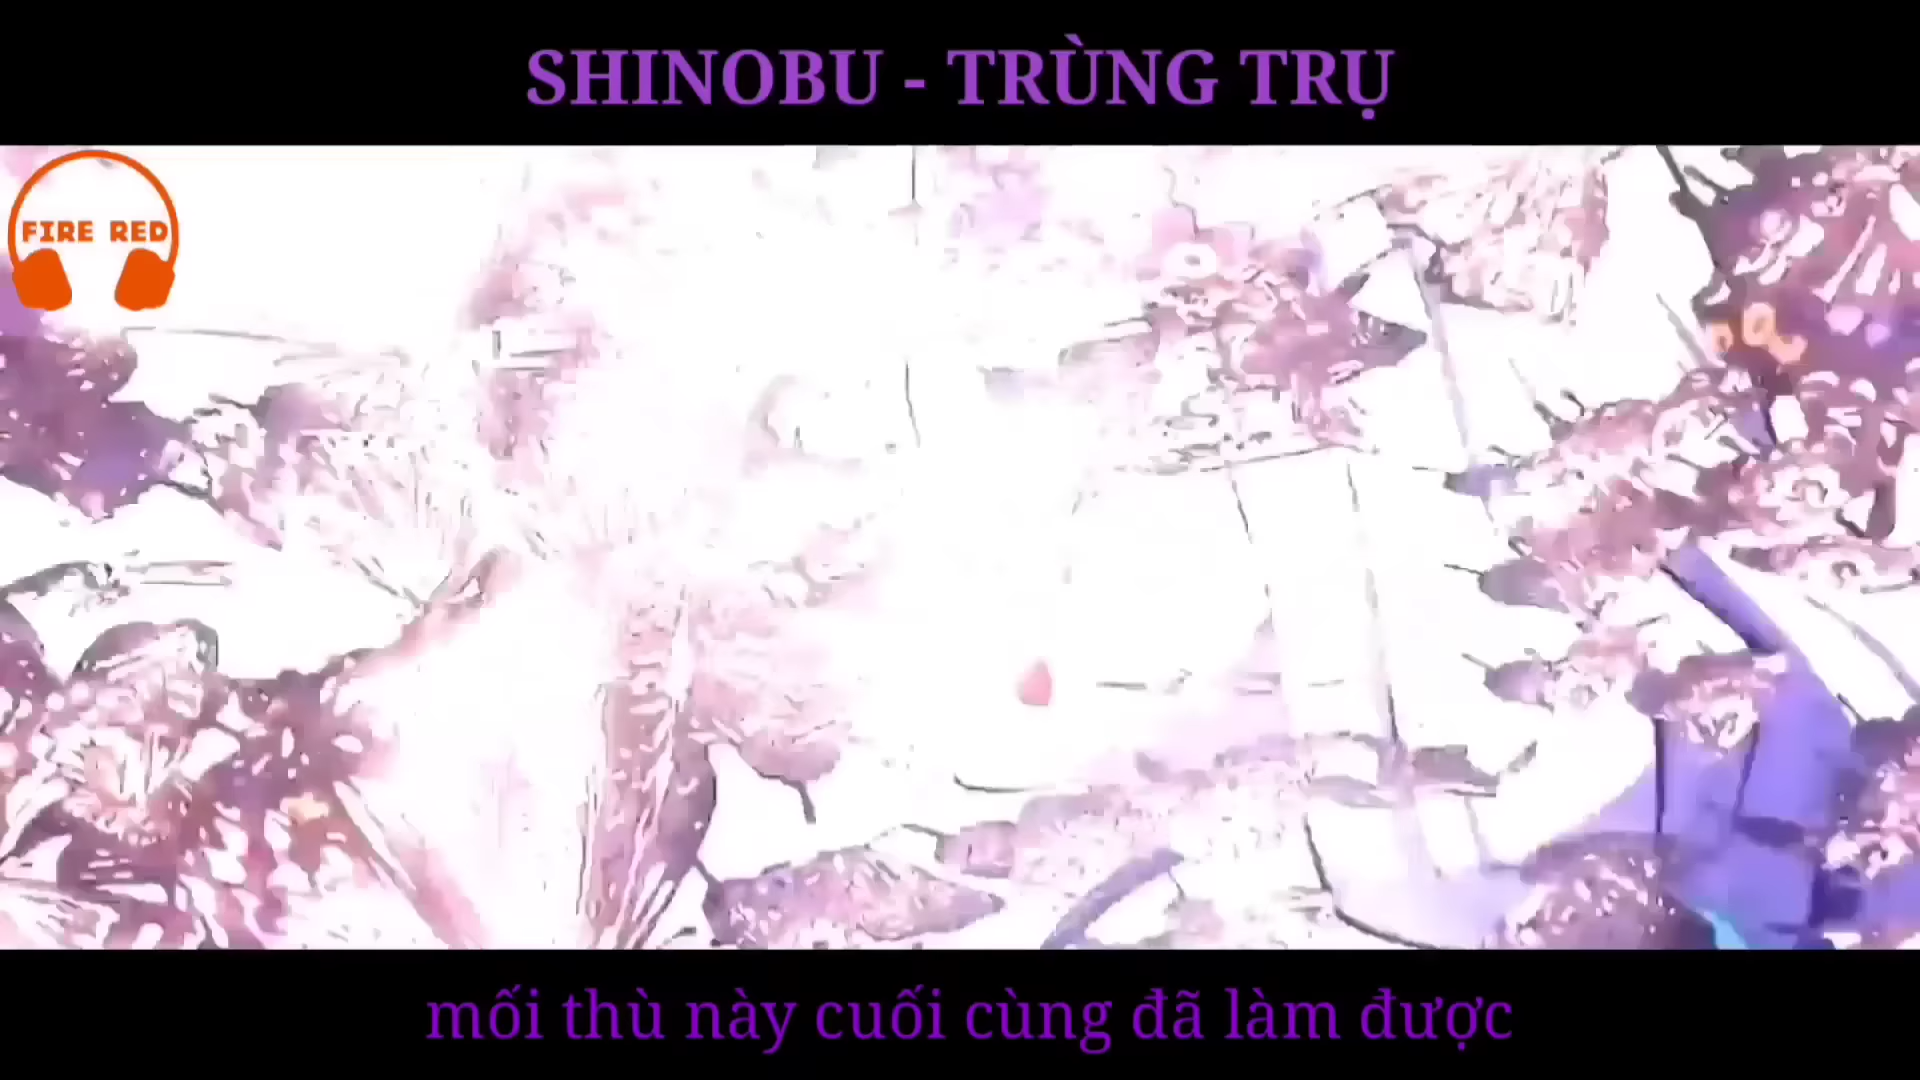 SHINOBU - TRÙNG TRỤ
FIRE RED
mối thù này cuối cùng đã làm được